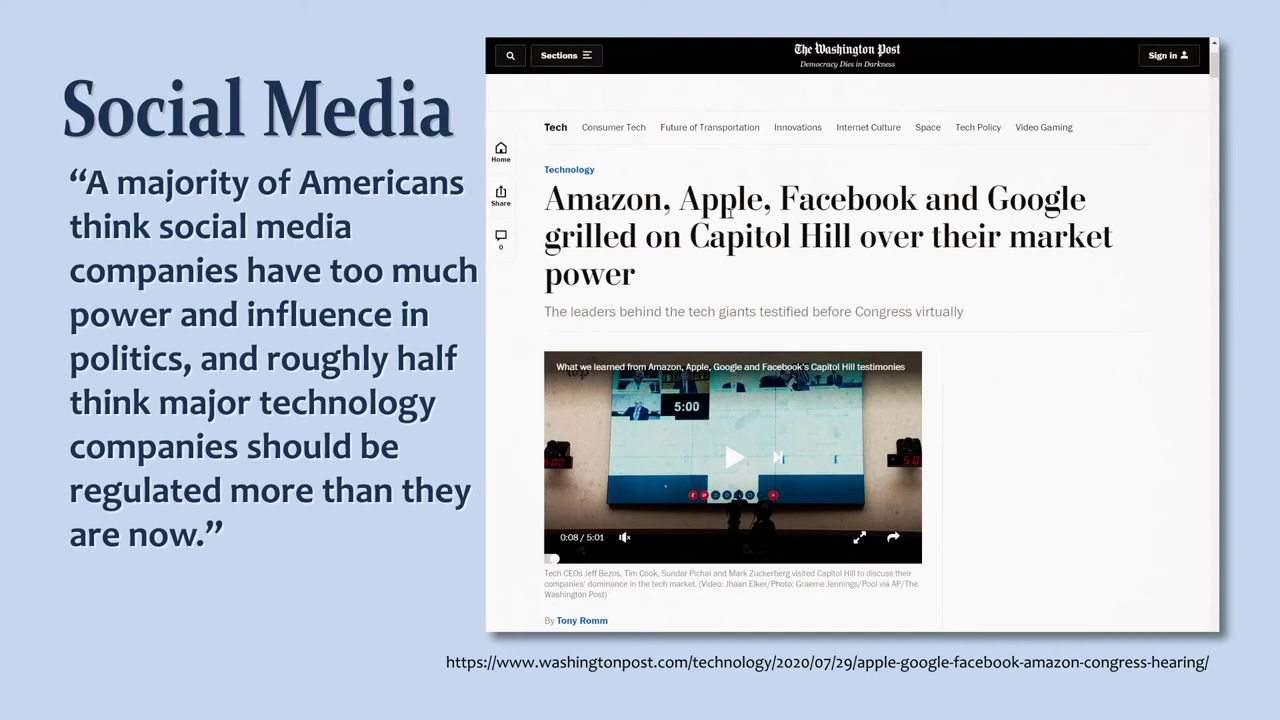 Social Media
“A majority of Americans
think social media
companies have too much
power and influence in
politics, and roughly half
think major technology
companies should be
regulated more than they
are now.”
Sections
The Washington Post
Democracy Dies in Darkness
Sign in
Tech Consumer Tech Future of Transportation Innovations Internet Culture Space Tech Policy Video Gaming
Home
Share
0
Technology
Amazon, Apple, Facebook and Google
grilled on Capitol Hill over their market
power
The leaders behind the tech giants testified before Congress virtually
What we learned from Amazon, Apple, Google and Facebook's Capitol Hill testimonies
5:00
0:08 / 5:01
Tech CEOs Jeff Bezos, Tim Cook, Sundar Pichai and Mark Zuckerberg visited Capitol Hill to discuss their
companies' dominance in the tech market. (Video: Jhaan Elker/Photo: Graeme Jennings/Pool via AP/The
Washington Post)
By Tony Romm
https://www.washingtonpost.com/technology/2020/07/29/apple-google-facebook-amazon-congress-hearing/